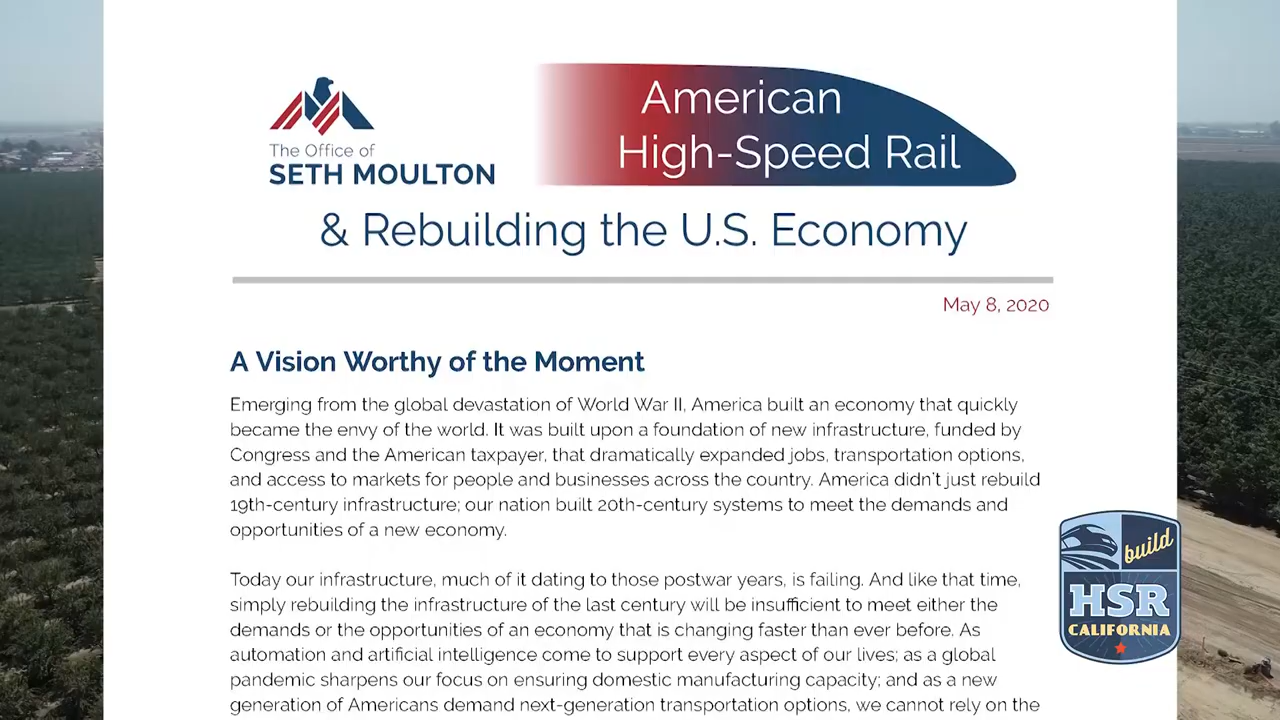 The Office of
SETH MOULTON
American
High-Speed Rail
& Rebuilding the U.S. Economy
May 8, 2020
A Vision Worthy of the Moment
Emerging from the global devastation of World War II, America built an economy that quickly
became the envy of the world. It was built upon a foundation of new infrastructure, funded by
Congress and the American taxpayer, that dramatically expanded jobs, transportation options,
and access to markets for people and businesses across the country. America didn't just rebuild
19th-century infrastructure; our nation built 20th-century systems to meet the demands and
opportunities of a new economy.
Today our infrastructure, much of it dating to those postwar years, is failing. And like that time,
simply rebuilding the infrastructure of the last century will be insufficient to meet either the
demands or the opportunities of an economy that is changing faster than ever before. As
automation and artificial intelligence come to support every aspect of our lives; as a global
pandemic sharpens our focus on ensuring domestic manufacturing capacity; and as a new
generation of Americans demand next-generation transportation options, we cannot rely on the
build
HSR
CALIFORNIA